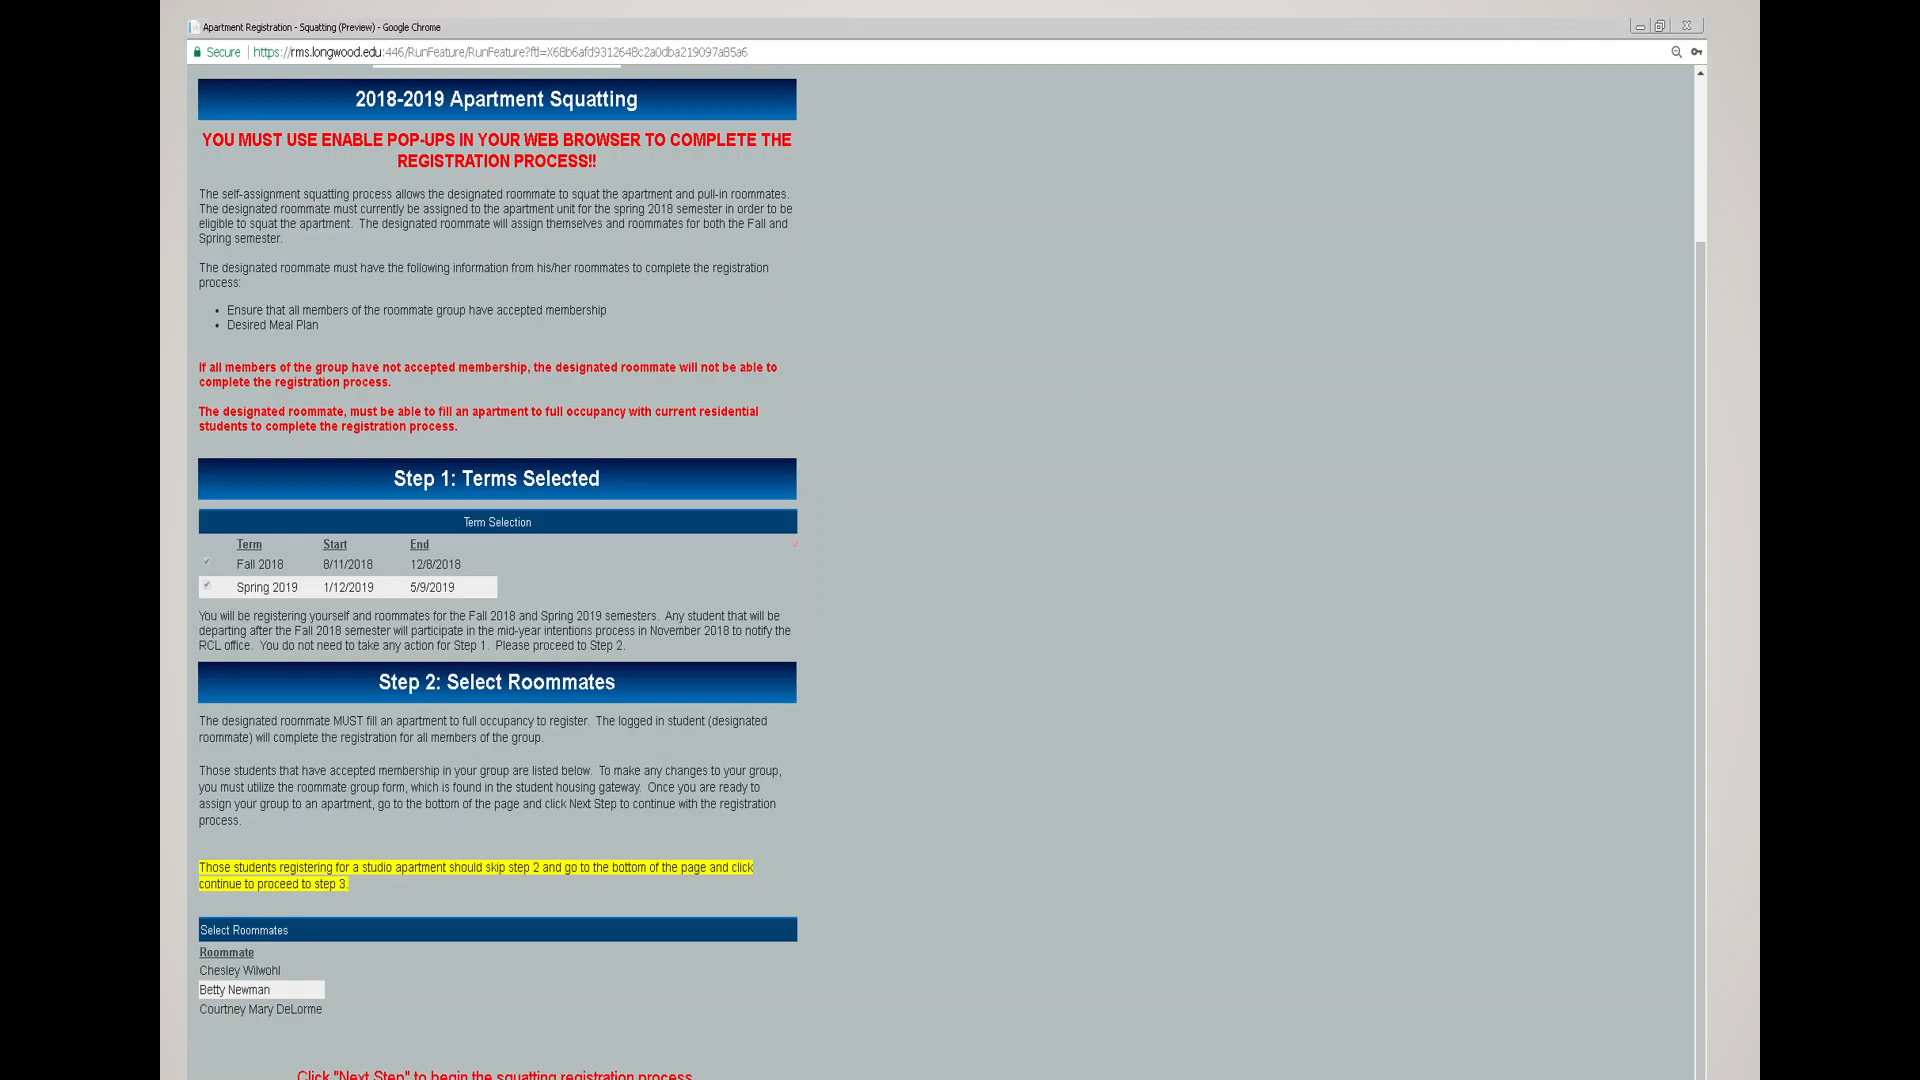 Apartment Registration - Squatting (Preview) - Google Chrome
Secure https://rms.longwood.edu:446/RunFeature/RunFeature?ftl=X68b6afd9312648c2a0dba219097a85a6
2018-2019 Apartment Squatting
YOU MUST USE ENABLE POP-UPS IN YOUR WEB BROWSER TO COMPLETE THE
REGISTRATION PROCESS!!
The self-assignment squatting process allows the designated roommate to squat the apartment and pull-in roommates.
The designated roommate must currently be assigned to the apartment unit for the spring 2018 semester in order to be
eligible to squat the apartment. The designated roommate will assign themselves and roommates for both the Fall and
Spring semester.
The designated roommate must have the following information from his/her roommates to complete the registration
process:
• Ensure that all members of the roommate group have accepted membership
• Desired Meal Plan
If all members of the group have not accepted membership, the designated roommate will not be able to
complete the registration process.
The designated roommate, must be able to fill an apartment to full occupancy with current residential
students to complete the registration process.
Step 1: Terms Selected
Term Selection
Term Start End
Fall 2018 8/11/2018 12/8/2018
Spring 2019 1/12/2019 5/9/2019
You will be registering yourself and roommates for the Fall 2018 and Spring 2019 semesters. Any student that will be
departing after the Fall 2018 semester will participate in the mid-year intentions process in November 2018 to notify the
RCL office. You do not need to take any action for Step 1. Please proceed to Step 2.
Step 2: Select Roommates
The designated roommate MUST fill an apartment to full occupancy to register. The logged in student (designated
roommate) will complete the registration for all members of the group.
Those students that have accepted membership in your group are listed below. To make any changes to your group,
you must utilize the roommate group form, which is found in the student housing gateway. Once you are ready to
assign your group to an apartment, go to the bottom of the page and click Next Step to continue with the registration
process.
Those students registering for a studio apartment should skip step 2 and go to the bottom of the page and click
continue to proceed to step 3.
Select Roommates
Roommate
Chesley Wilwohl
Betty Newman
Courtney Mary DeLorme
Click "Next Step" to begin the squatting registration process